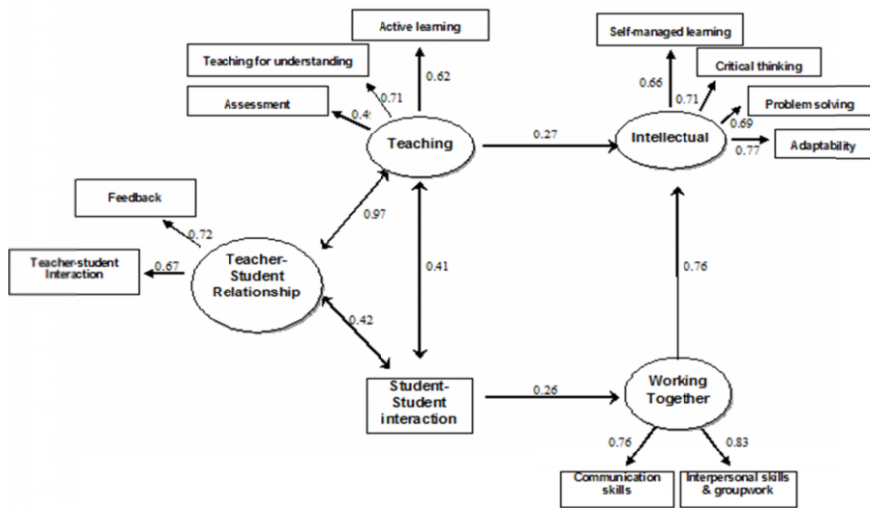 Active learning
Self-managed learning
Teaching for understanding
Critical thinking
0.62
0.66
0.71
0.71
Assessment
Problem solving
0.4
0.69
Teaching
0.27
Intellectual
Adaptability
0.77
Feedback
0.97
0.72
Teacher-student
Interaction
0.67
Teacher-
Student
Relationship
0.41
0.76
0.42
Student-
Student
interaction
0.26
Working
Together
0.76
0.83
Communication
skills
Interpersonal skills
& groupwork